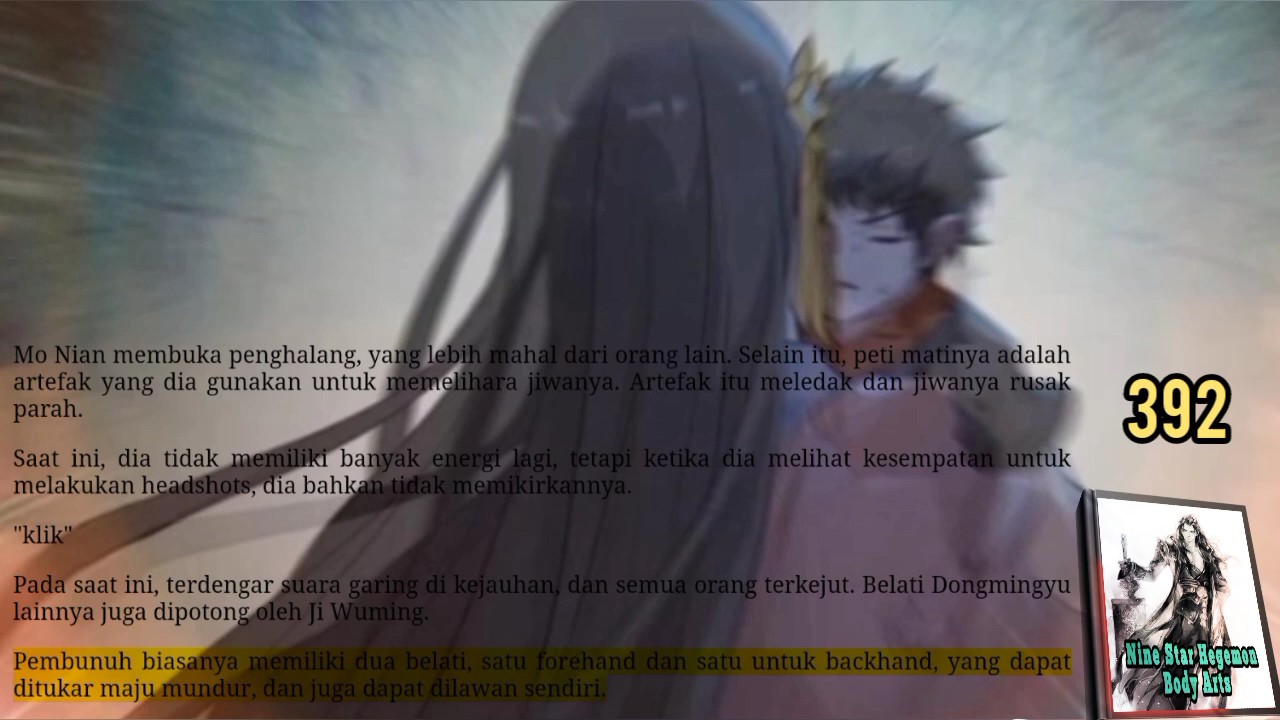 Mo Nian membuka penghalang, yang lebih mahal dari orang lain. Selain itu, peti matinya adalah
artefak yang dia gunakan untuk memelihara jiwanya. Artefak itu meledak dan jiwanya rusak
parah.
Saat ini, dia tidak memiliki banyak energi lagi, tetapi ketika dia melihat kesempatan untuk
melakukan headshots, dia bahkan tidak memikirkannya.
"klik"
Pada saat ini, terdengar suara garing di kejauhan, dan semua orang terkejut. Belati Dongmingyu
lainnya juga dipotong oleh Ji Wuming.
Pembunuh biasanya memiliki dua belati, satu forehand dan satu untuk backhand, yang dapat
ditukar maju mundur, dan juga dapat dilawan sendiri.
392
Nine Star Hegemon
Body Arts